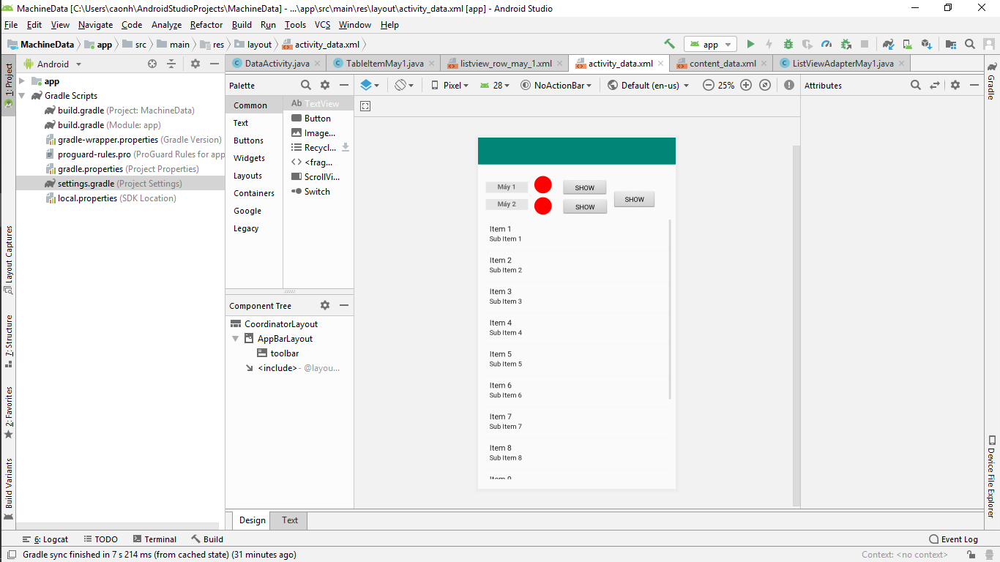 MachineData [C:\Users\caonh\AndroidStudioProjects\MachineData] - ...\app\src\main\res\layout\activity_data.xml [app] - Android Studio
File Edit View Navigate Code Analyze Refactor Build Run Tools VCS Window Help
MachineData app src main res layout activity_data.xml app
1: Project
Layout Captures
7: Structure
2: Favorites
Build Variants
Android
app
Gradle Scripts
build.gradle (Project: MachineData)
build.gradle (Module: app)
gradle-wrapper.properties (Gradle Version)
proguard-rules.pro (ProGuard Rules for app
gradle.properties (Project Properties)
settings.gradle (Project Settings)
local.properties (SDK Location)
DataActivity.java TableItemMay1.java listview_row_may_1.xml activity_data.xml content_data.xml ListViewAdapterMay1.java
Palette
Common
Text
Buttons
Widgets
Layouts
Containers
Google
Legacy
Ab TextView
Button
Image...
Recycl...
<frag...
ScrollVi...
Switch
Component Tree
CoordinatorLayout
AppBarLayout
toolbar
<include> - @layou...
Pixel 28 NoActionBar Default (en-us) 25%
Máy 1 SHOW
SHOW
Máy 2 SHOW
Item 1
Sub Item 1
Item 2
Sub Item 2
Item 3
Sub Item 3
Item 4
Sub Item 4
Item 5
Sub Item 5
Item 6
Sub Item 6
Item 7
Sub Item 7
Item 8
Sub Item 8
Item 9
Design Text
Attributes
Gradle
Device File Explorer
6: Logcat TODO Terminal Build Event Log
Gradle sync finished in 7 s 214 ms (from cached state) (31 minutes ago) Context: <no context>